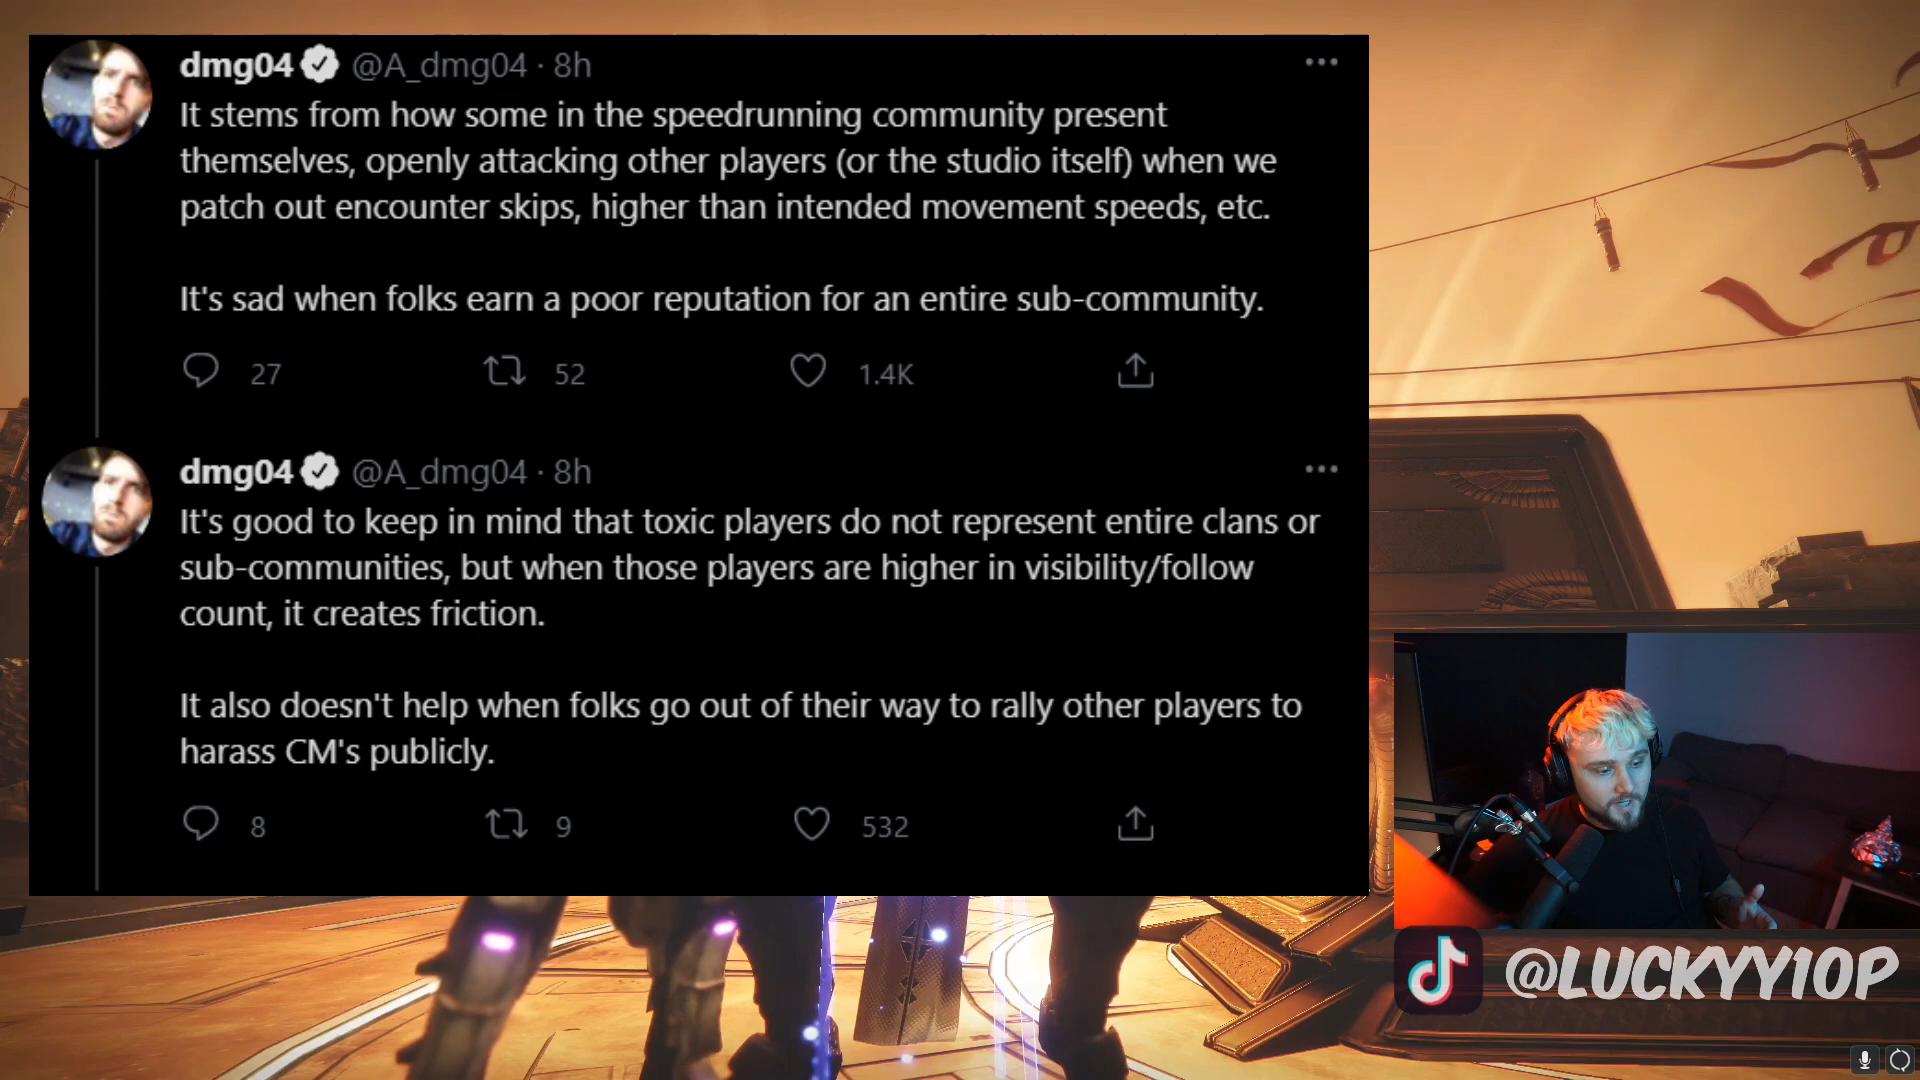 dmg04 @A_dmg04 · 8h
It stems from how some in the speedrunning community present
themselves, openly attacking other players (or the studio itself) when we
patch out encounter skips, higher than intended movement speeds, etc.
It's sad when folks earn a poor reputation for an entire sub-community.
27 52 1.4K
dmg04 @A_dmg04 · 8h
It's good to keep in mind that toxic players do not represent entire clans or
sub-communities, but when those players are higher in visibility/follow
count, it creates friction.
It also doesn't help when folks go out of their way to rally other players to
harass CM's publicly.
8 9 532
@LUCKYY10P